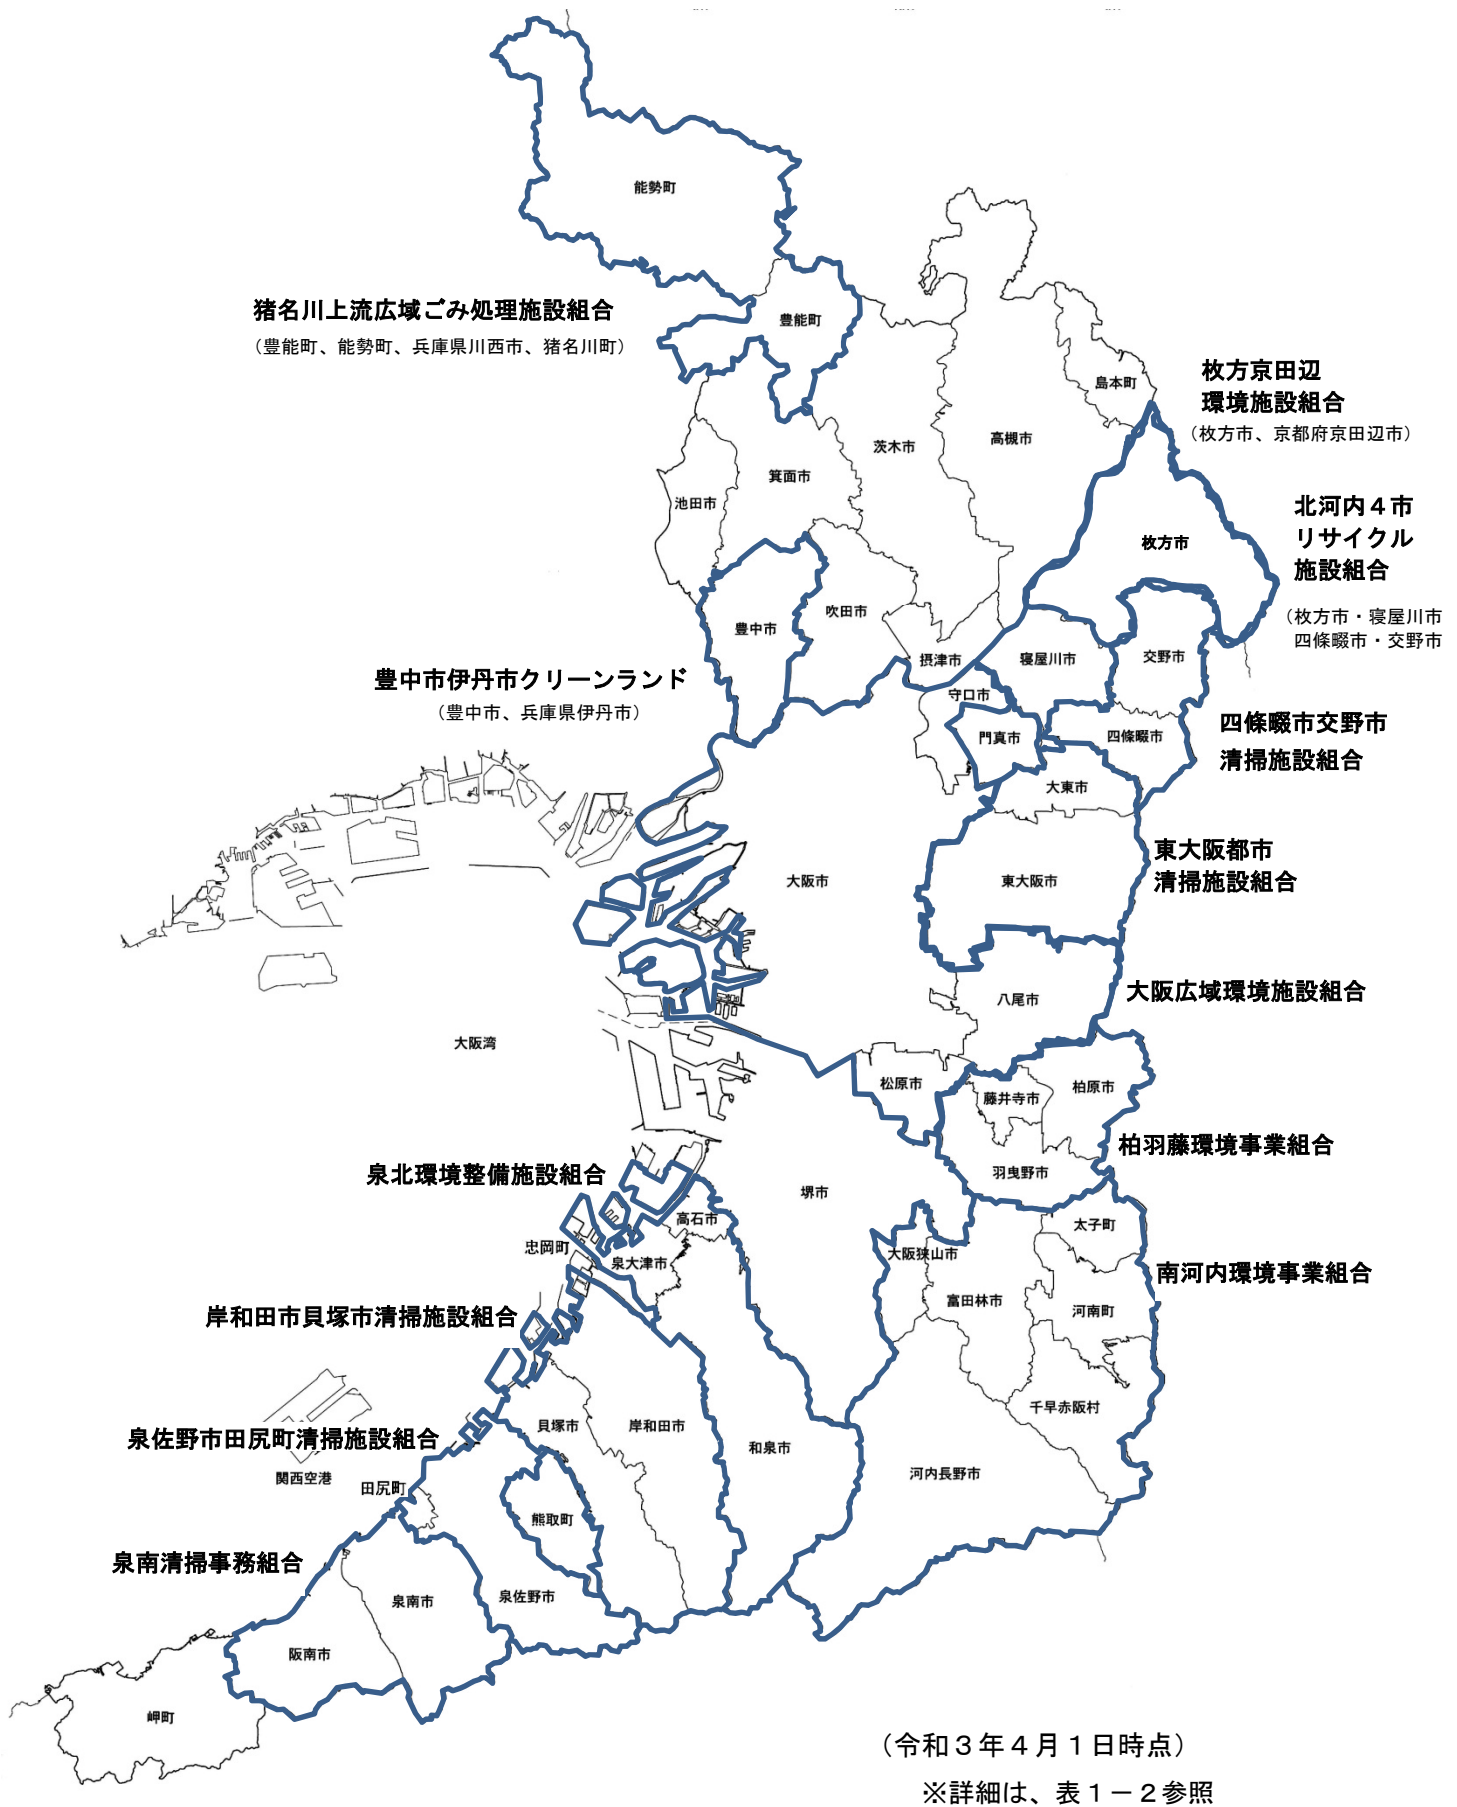 能勢町
猪名川上流広域ごみ処理施設組合
（豊能町、能勢町、兵庫県川西市、猪名川町）
豊能町
島本町
枚方京田辺
環境施設組合
（枚方市、京都府京田辺市）
茨木市
高槻市
箕面市
池田市
北河内４市
リサイクル
施設組合
（枚方市・寝屋川市
四條畷市・交野市
枚方市
吹田市
豊中市
摂津市
寝屋川市
交野市
豊中市伊丹市クリーンランド
（豊中市、兵庫県伊丹市）
守口市
門真市
四條畷市
四條畷市交野市
清掃施設組合
大東市
東大阪都市
清掃施設組合
大阪市
東大阪市
大阪広域環境施設組合
八尾市
大阪湾
松原市
藤井寺市
柏原市
柏羽藤環境事業組合
泉北環境整備施設組合
羽曳野市
堺市
高石市
太子町
忠岡町
泉大津市
大阪狭山市
南河内環境事業組合
富田林市
河南町
岸和田市貝塚市清掃施設組合
千早赤阪村
貝塚市
岸和田市
和泉市
泉佐野市田尻町清掃施設組合
関西空港
田尻町
河内長野市
熊取町
泉南清掃事務組合
泉南市
泉佐野市
阪南市
岬町
（令和３年４月１日時点）
※詳細は、表１－２参照